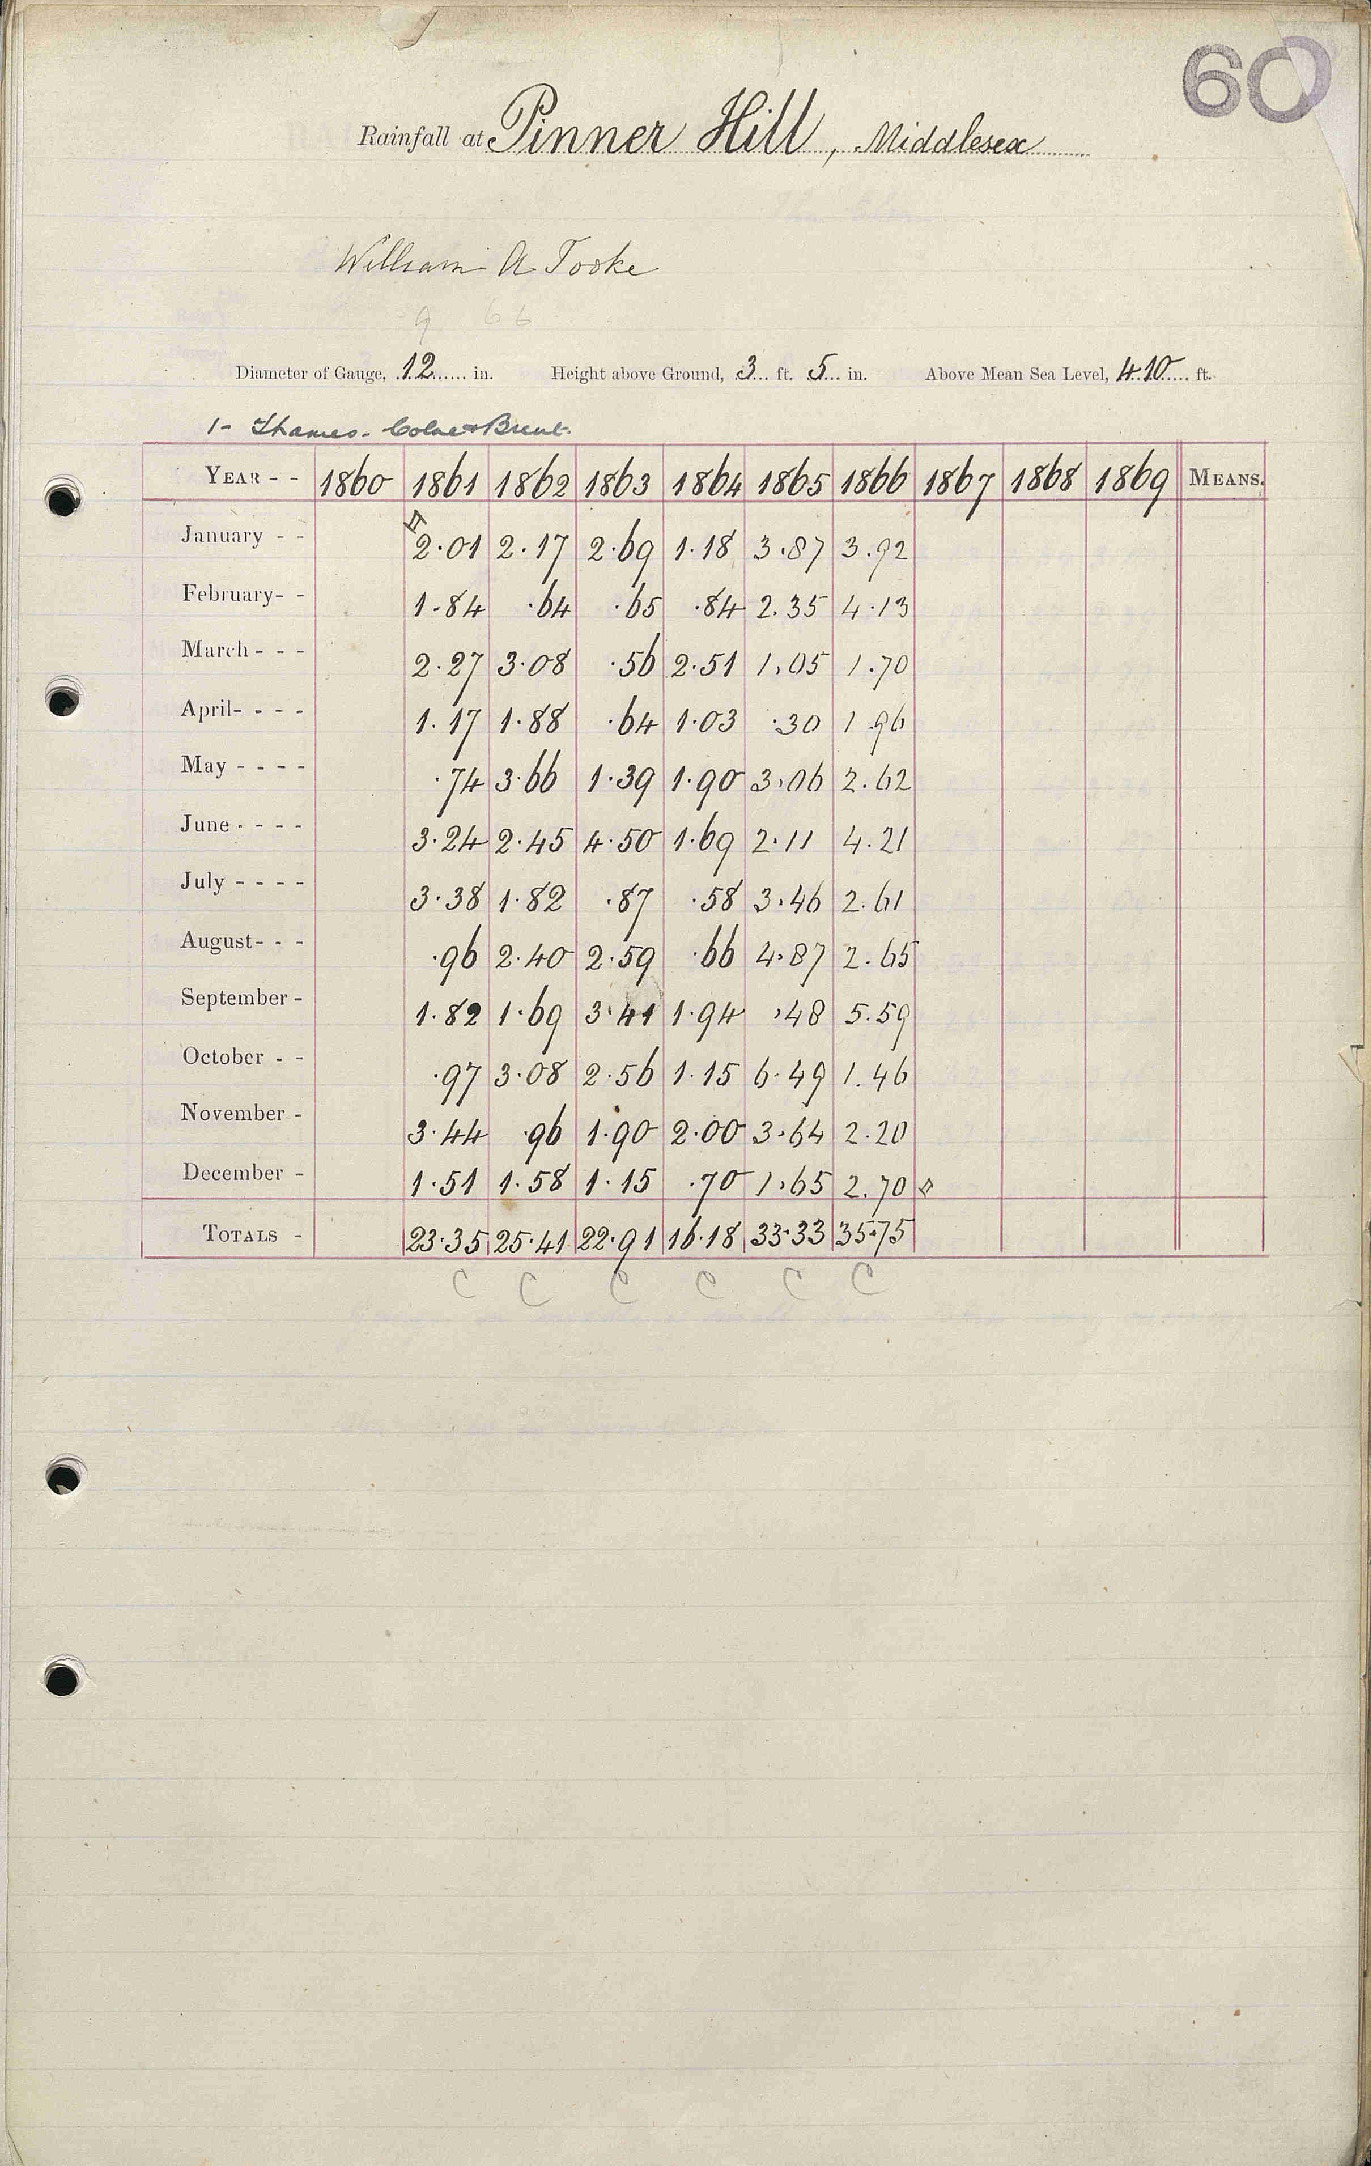 60
Rainfall at Pinner Hill, Middlesex
William A Tooke
9 66
Diameter of Gauge, 12 in. Height above Ground, 3 ft. 5 in. Above Mean Sea Level, 410 ft.
1- Thames - Colne & Brent.
YEAR - - 1860 1861 1862 1863 1864 1865 1866 1867 1868 1869 MEANS.
January - - 2.01 2.17 2.69 1.18 3.87 3.92
February- - 1.84 .64 .65 .84 2.35 4.13
March - - - 2.27 3.08 .56 2.51 1.05 1.70
April- - - - 1.17 1.88 .64 1.03 .30 1 96
May - - - - .74 3.66 1.39 1.90 3.06 2.62
June - - - - 3.24 2.45 4.50 1.69 2.11 4.21
July - - - - 3.38 1.82 .87 .58 3.46 2.61
August- - - .96 2.40 2.59 .66 4.87 2.65
September - 1.82 1.69 3.41 1.94 .48 5.59
October - - .97 3.08 2.56 1.15 6.49 1.46
November - 3.44 .96 1.90 2.00 3.64 2.20
December - 1.51 1.58 1.15 .70 1.65 2.70
TOTALS - 23.35 25.41 22.91 16.18 33.33 35.75
C C C C C C